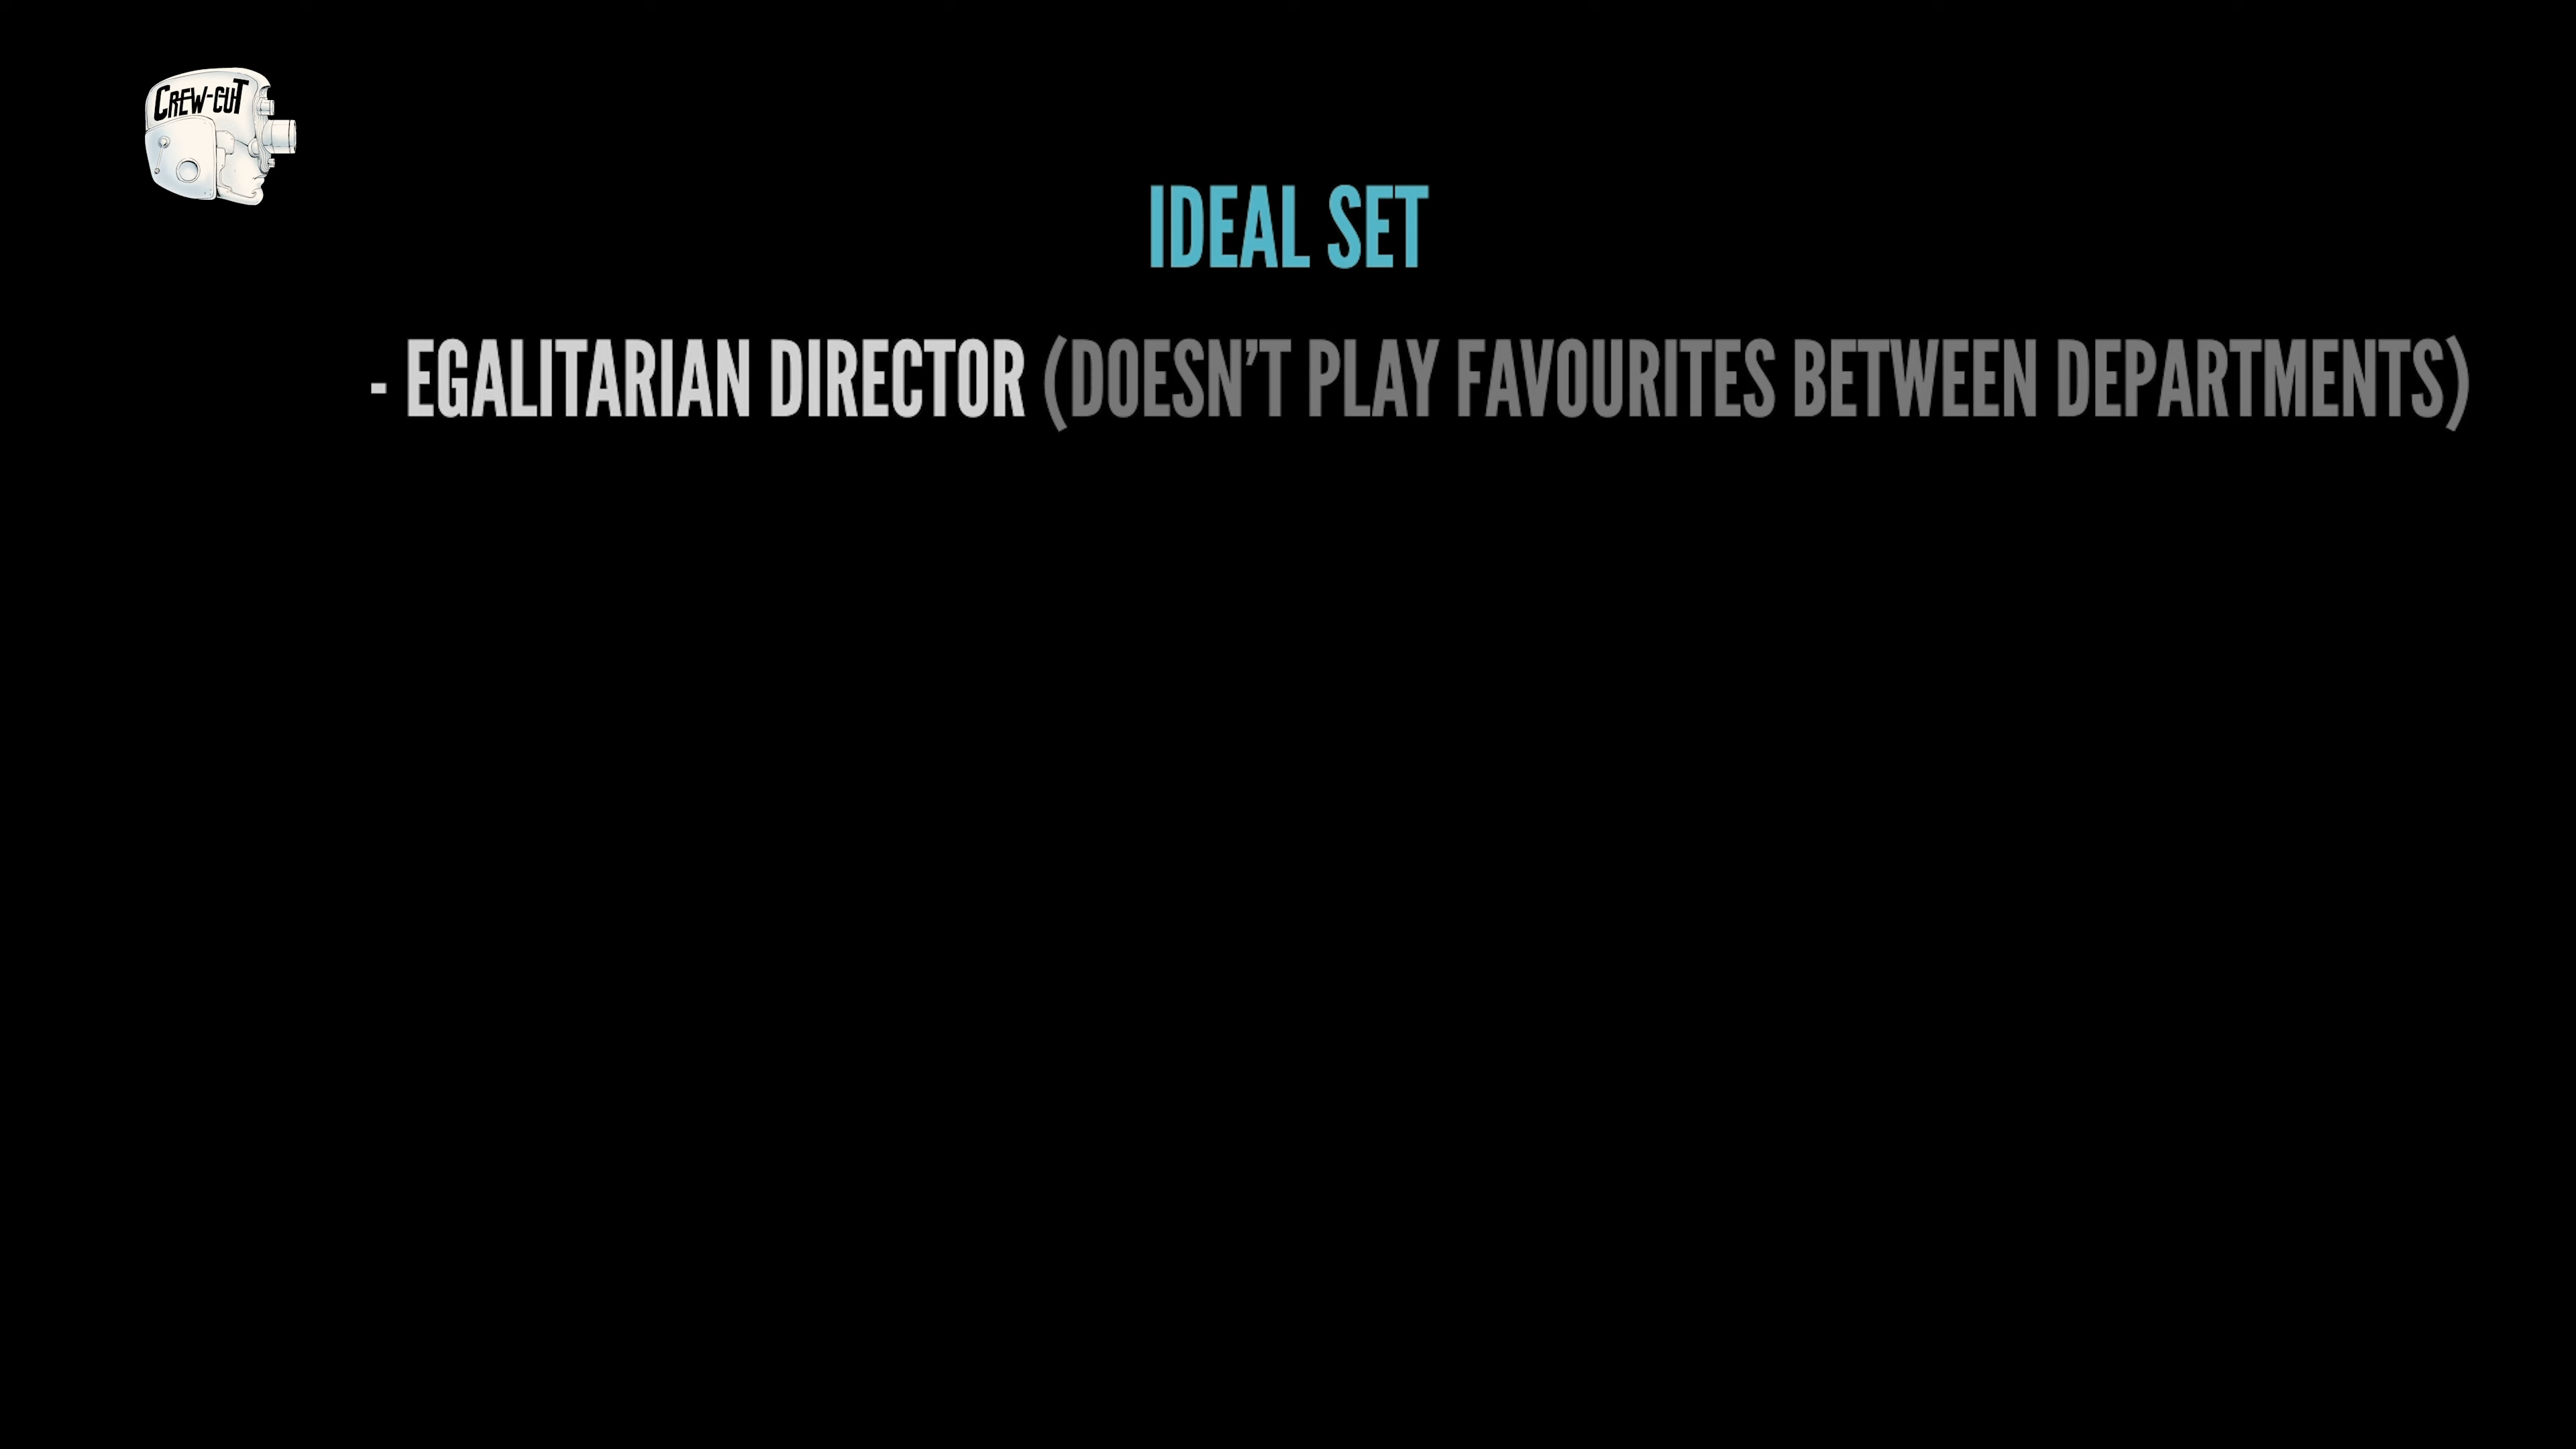 CREW-CUT
IDEAL SET
- EGALITARIAN DIRECTOR (DOESN'T PLAY FAVOURITES BETWEEN DEPARTMENTS)